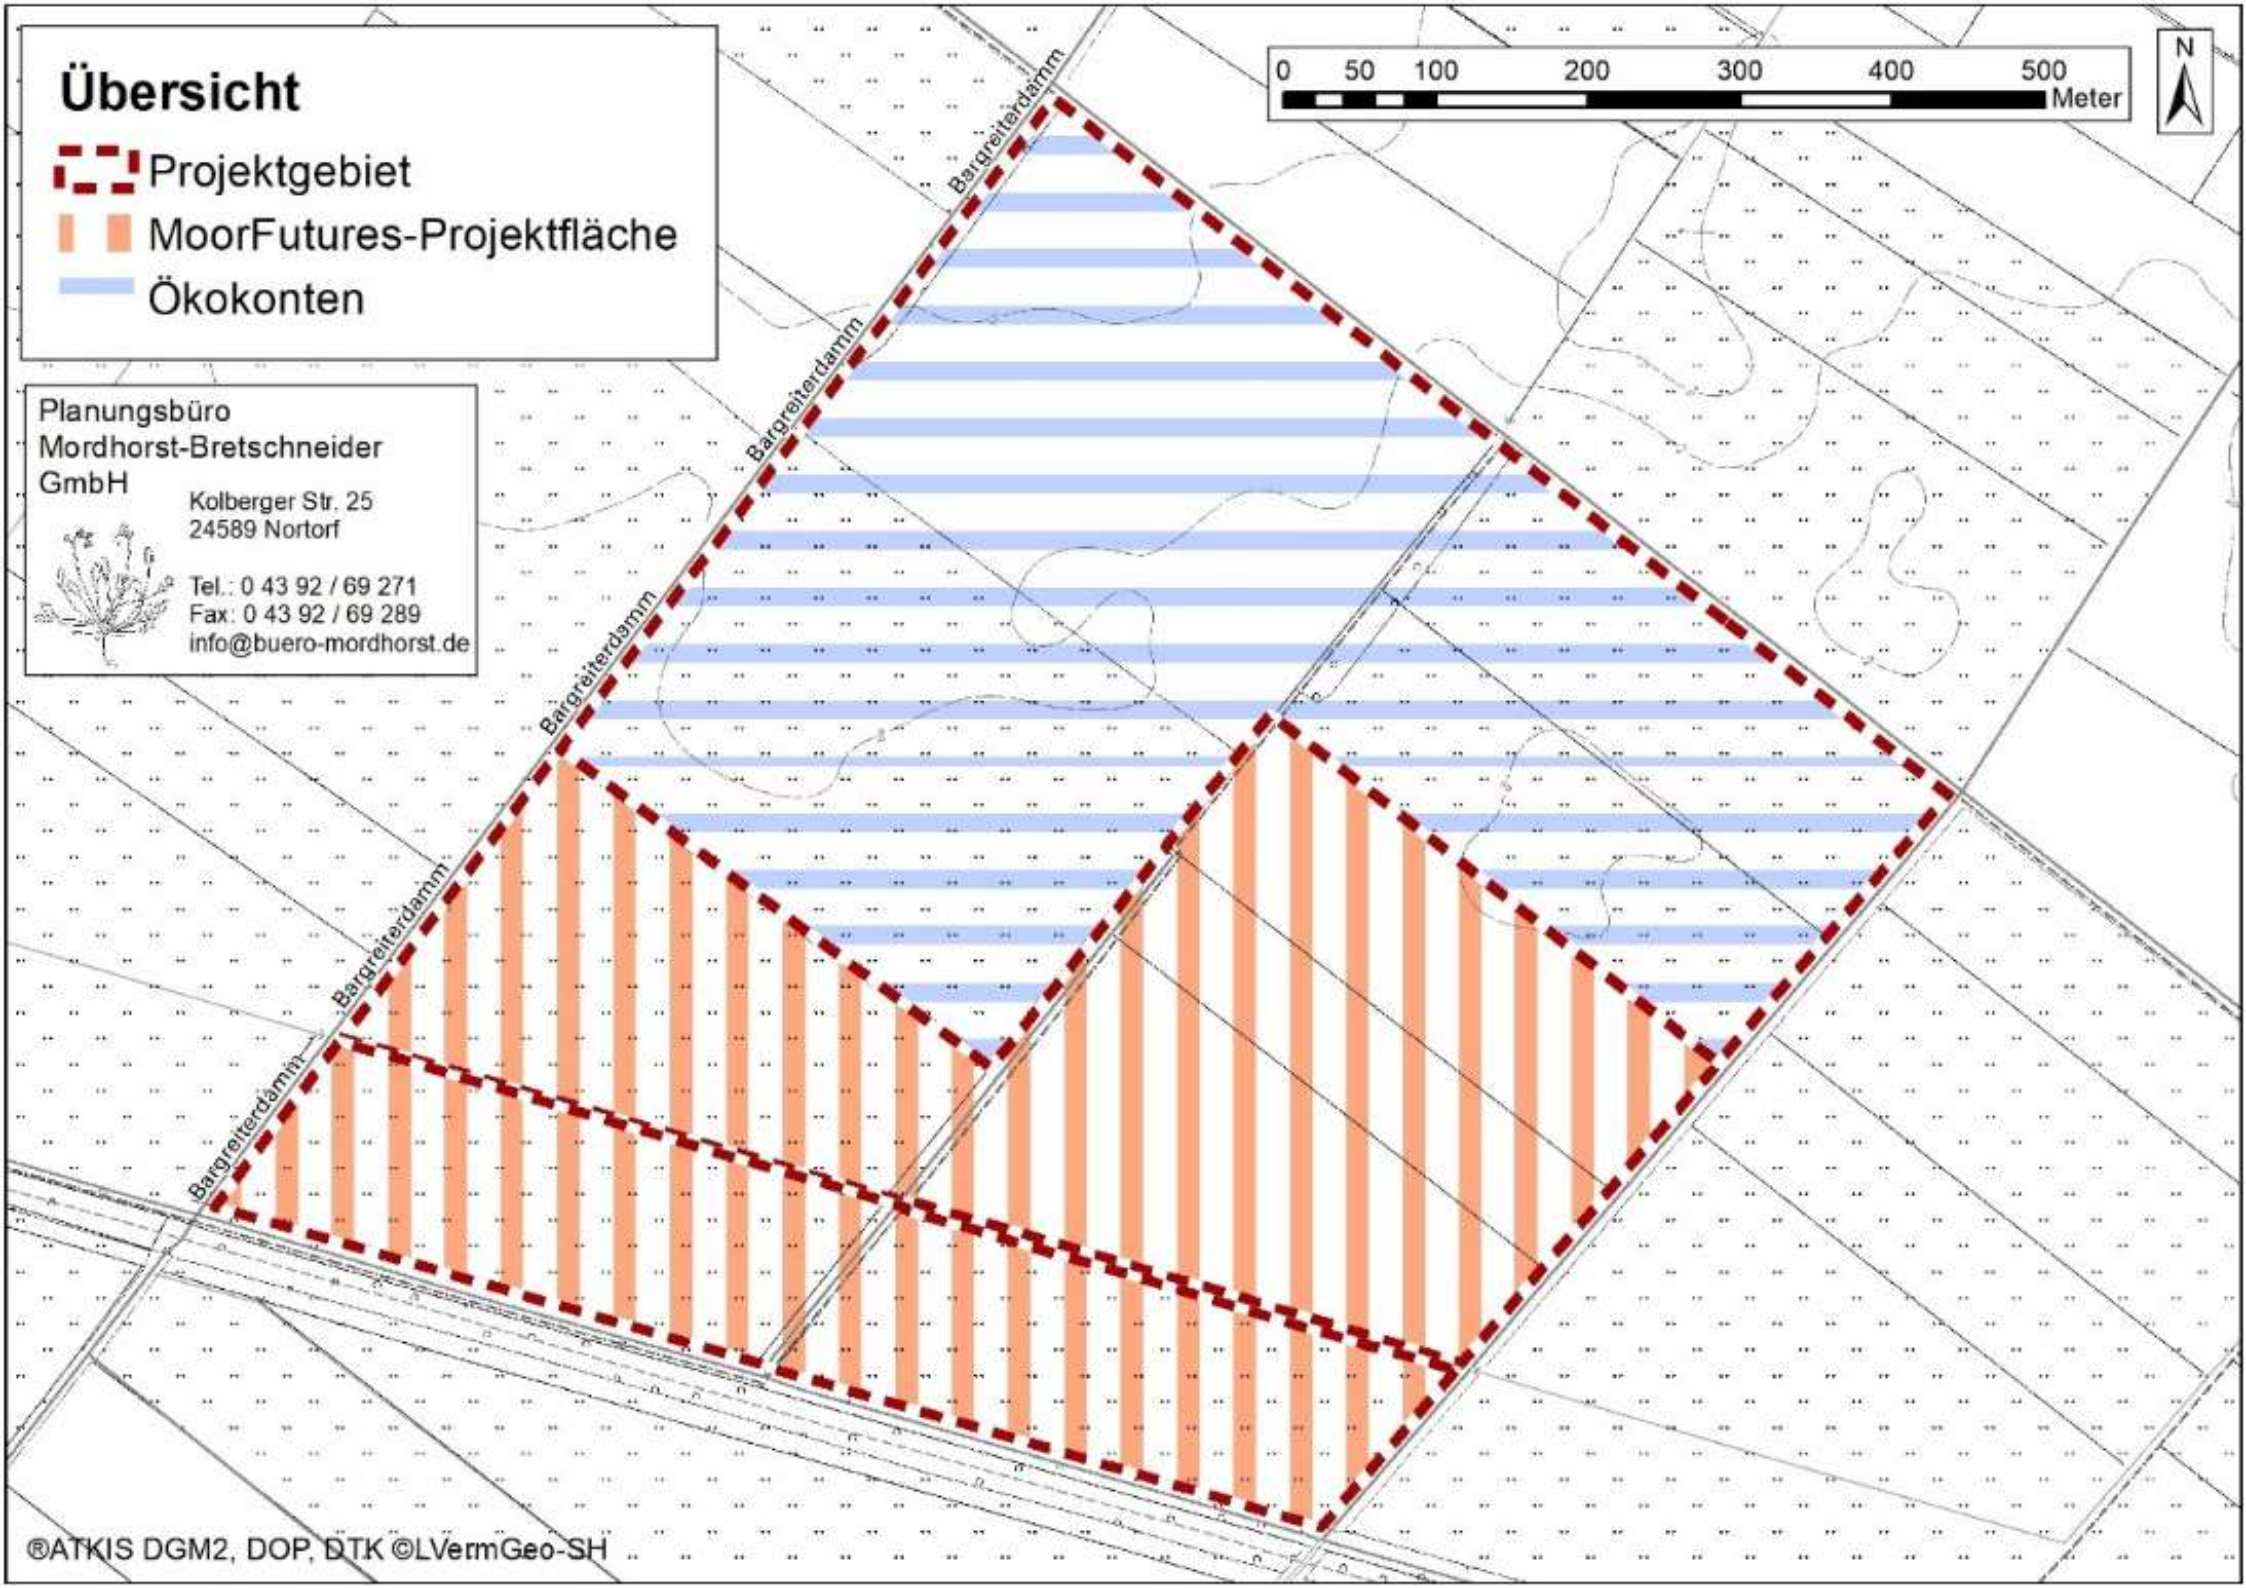 Übersicht
Projektgebiet
MoorFutures-Projektfläche
Ökokonten
0 50 100 200 300 400 500
Meter
N
Planungsbüro
Mordhorst-Bretschneider
GmbH
Kolberger Str. 25
24589 Nortorf
Tel.: 0 43 92 / 69 271
Fax: 0 43 92 / 69 289
info@buero-mordhorst.de
Bargreiterdamm
Bargreiterdamm
Bargreiterdamm
Bargreiterdamm
Bargreiterdamm
®ATKIS DGM2, DOP, DTK ©LVermGeo-SH